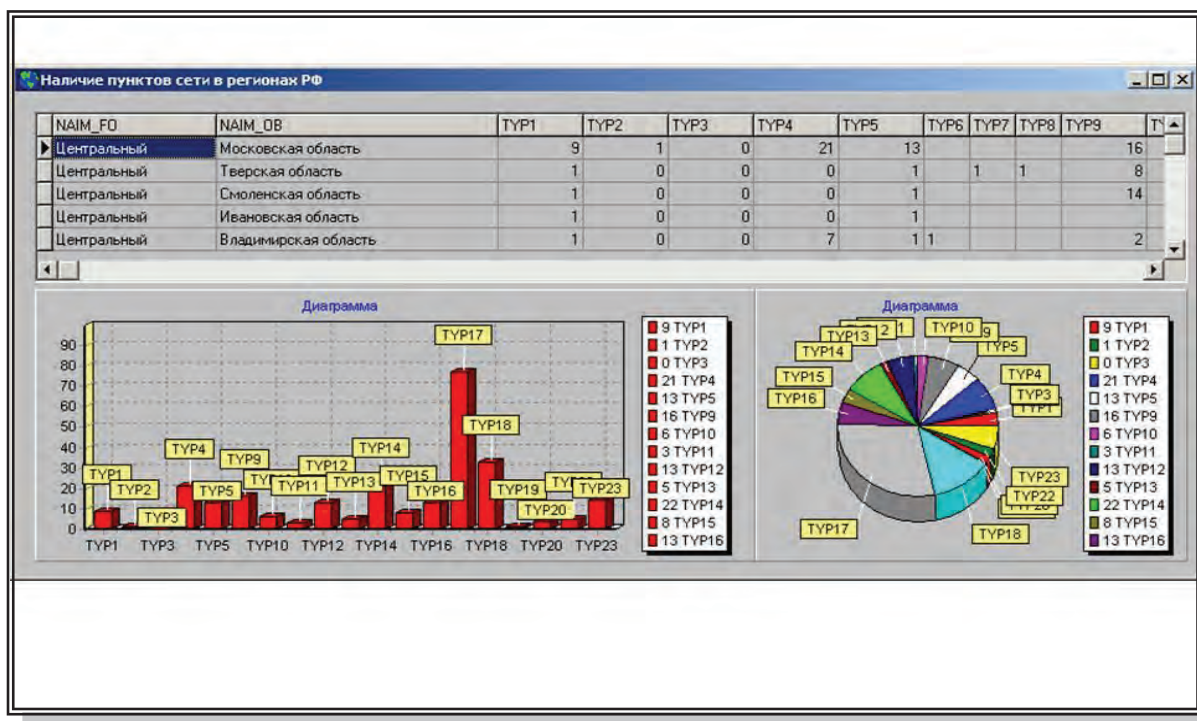 Наличие пунктов сети в регионах РФ
NAIM_FO NAIM_OB TYP1 TYP2 TYP3 TYP4 TYP5 TYP6 TYP7 TYP8 TYP9
Центральный Московская область 9 1 0 21 13 16
Центральный Тверская область 1 0 0 0 1 1 1 8
Центральный Смоленская область 1 0 0 0 1 14
Центральный Ивановская область 1 0 0 0 1
Центральный Владимирская область 1 0 0 7 1 1 2
Диаграмма
90
80
70
60
50
40
30
20
10
0
TYP17
TYP18
TYP4
TYP14
TYP9
TYP12
TYP1
TYP15
TYP2
TYP5
TYP11
TYP13
TYP16
TYP19
TYP23
TYP3
TYP20
TYP1 TYP3 TYP5 TYP10 TYP12 TYP14 TYP16 TYP18 TYP20 TYP23
9 TYP1
1 TYP2
0 TYP3
21 TYP4
13 TYP5
16 TYP9
6 TYP10
3 TYP11
13 TYP12
5 TYP13
22 TYP14
8 TYP15
13 TYP16
Диаграмма
TYP10
TYP13
TYP5
TYP14
TYP4
TYP15
TYP3
TYP16
TYP23
TYP22
TYP17
TYP18
9 TYP1
1 TYP2
0 TYP3
21 TYP4
13 TYP5
16 TYP9
6 TYP10
3 TYP11
13 TYP12
5 TYP13
22 TYP14
8 TYP15
13 TYP16